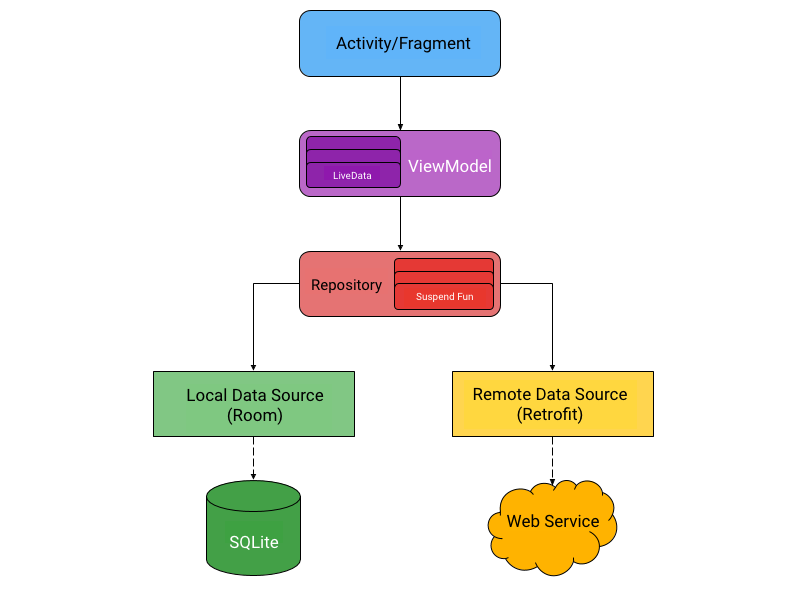 Activity/Fragment
LiveData
ViewModel
Repository
Suspend Fun
Local Data Source
(Room)
Remote Data Source
(Retrofit)
SQLite
Web Service